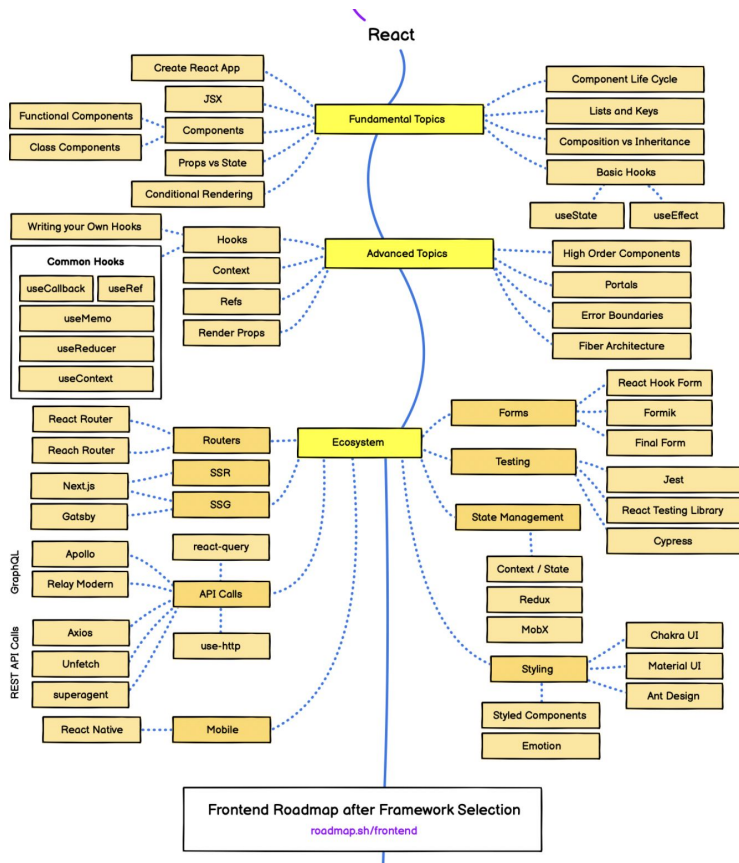 React
Create React App
JSX
Functional Components
Components
Class Components
Props vs State
Conditional Rendering
Fundamental Topics
Component Life Cycle
Lists and Keys
Composition vs Inheritance
Basic Hooks
useState
useEffect
Writing your Own Hooks
Hooks
Common Hooks
useCallback
useRef
useMemo
useReducer
useContext
Context
Refs
Render Props
Advanced Topics
High Order Components
Portals
Error Boundaries
Fiber Architecture
Ecosystem
React Router
Reach Router
Routers
Next.js
Gatsby
SSR
SSG
GraphQL
Apollo
Relay Modern
react-query
API Calls
use-http
REST API Calls
Axios
Unfetch
superagent
React Native
Mobile
Forms
React Hook Form
Formik
Final Form
Testing
Jest
React Testing Library
Cypress
State Management
Context / State
Redux
MobX
Styling
Chakra UI
Material UI
Ant Design
Styled Components
Emotion
Frontend Roadmap after Framework Selection
roadmap.sh/frontend